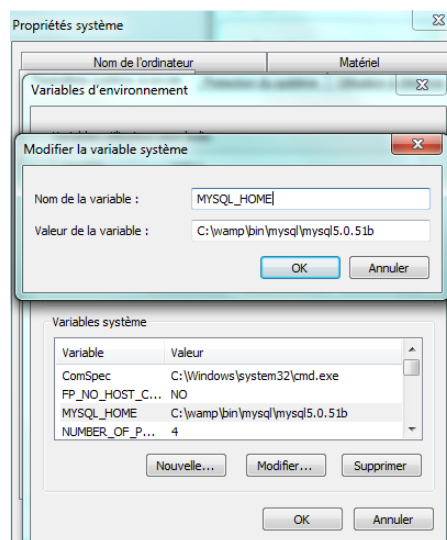 Propriétés système
Nom de l'ordinateur
Matériel
Variables d'environnement
Modifier la variable système
Nom de la variable :
MYSQL_HOME
Valeur de la variable :
C:\wamp\bin\mysql\mysql5.0.51b
OK
Annuler
Variables système
Variable Valeur
ComSpec C:\Windows\system32\cmd.exe
FP_NO_HOST_C... NO
MYSQL_HOME C:\wamp\bin\mysql\mysql5.0.51b
NUMBER_OF_P... 4
Nouvelle... Modifier... Supprimer
OK Annuler